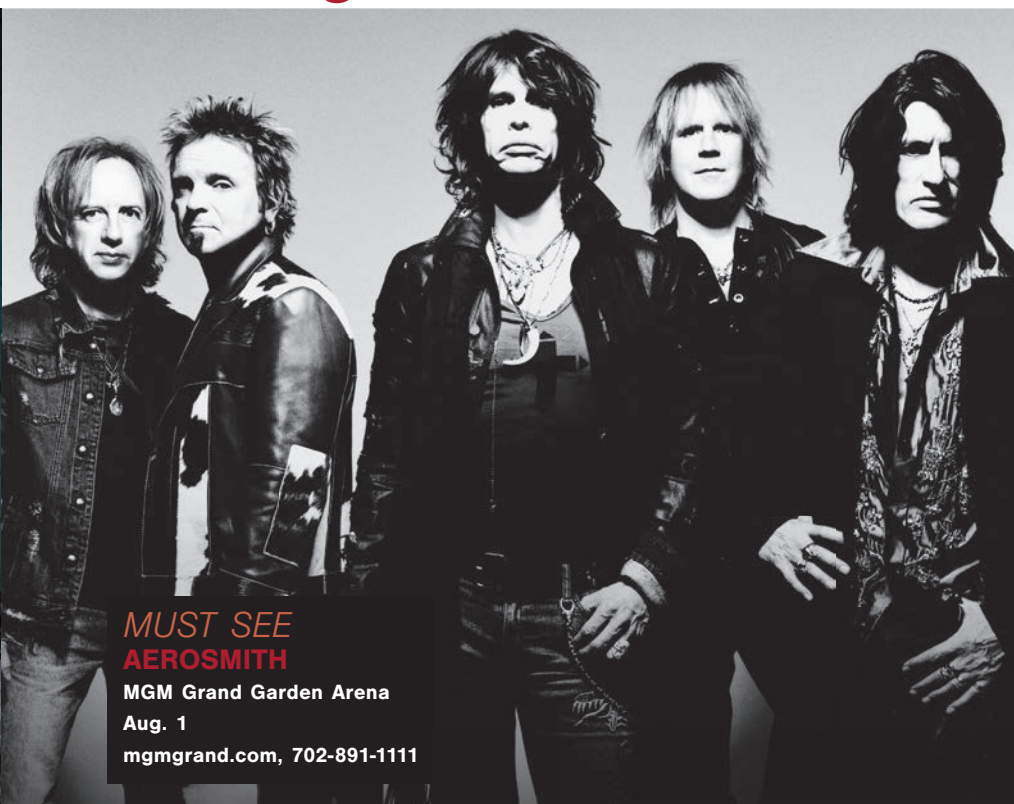 MUST SEE
AEROSMITH
MGM Grand Garden Arena
Aug. 1
mgmgrand.com, 702-891-1111